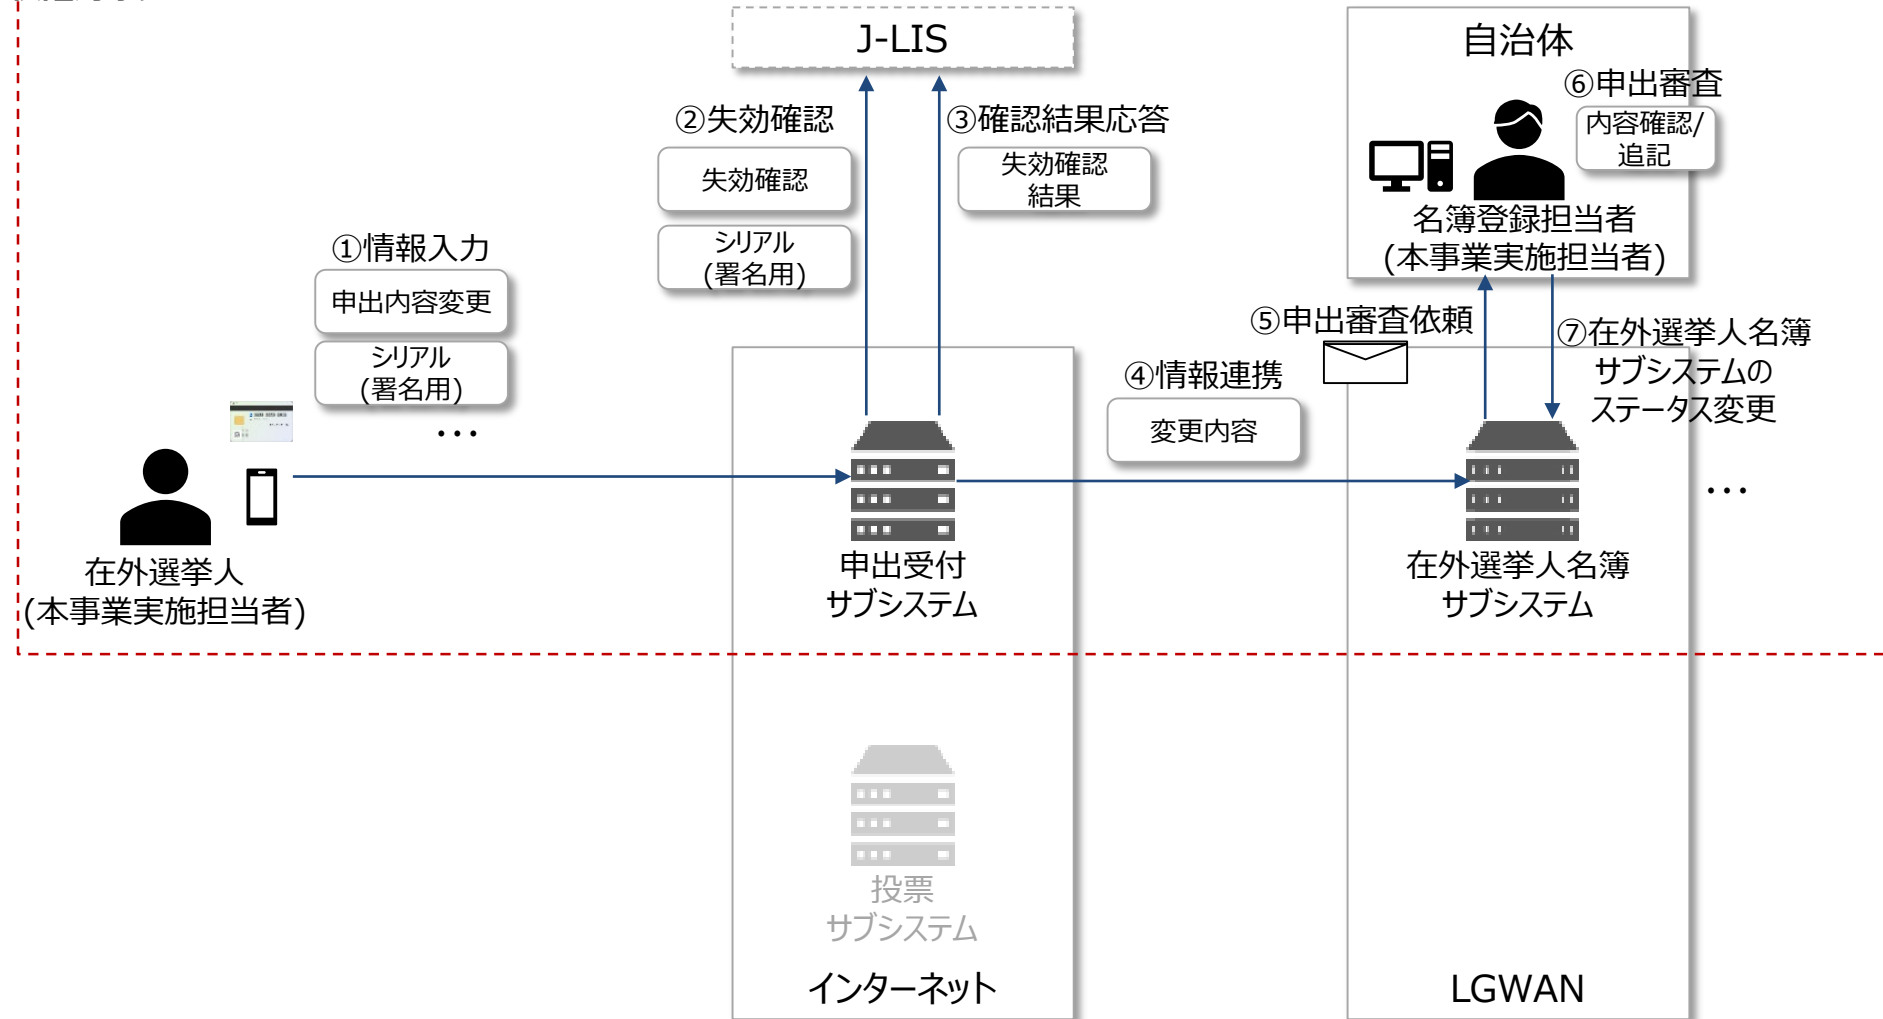 J-LIS
自治体
⑥申出審査
内容確認/
追記
名簿登録担当者
(本事業実施担当者)
②失効確認
失効確認
シリアル
(署名用)
③確認結果応答
失効確認
結果
①情報入力
申出内容変更
シリアル
(署名用)
…
⑤申出審査依頼
⑦在外選挙人名簿
サブシステムの
ステータス変更
④情報連携
変更内容
…
在外選挙人
(本事業実施担当者)
申出受付
サブシステム
在外選挙人名簿
サブシステム
投票
サブシステム
インターネット
LGWAN